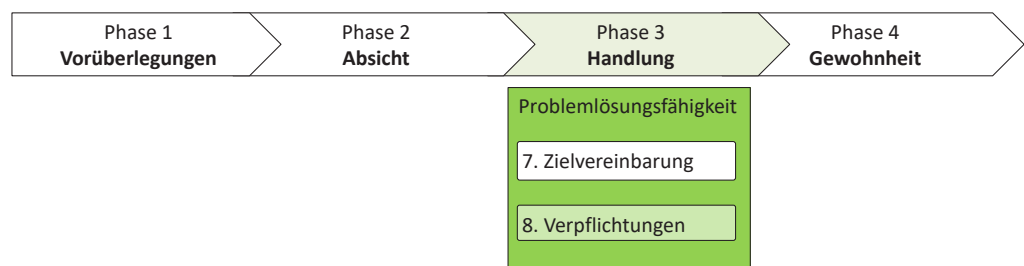 Phase 1
Vorüberlegungen
Phase 2
Absicht
Phase 3
Handlung
Phase 4
Gewohnheit
Problemlösungsfähigkeit
7. Zielvereinbarung
8. Verpflichtungen